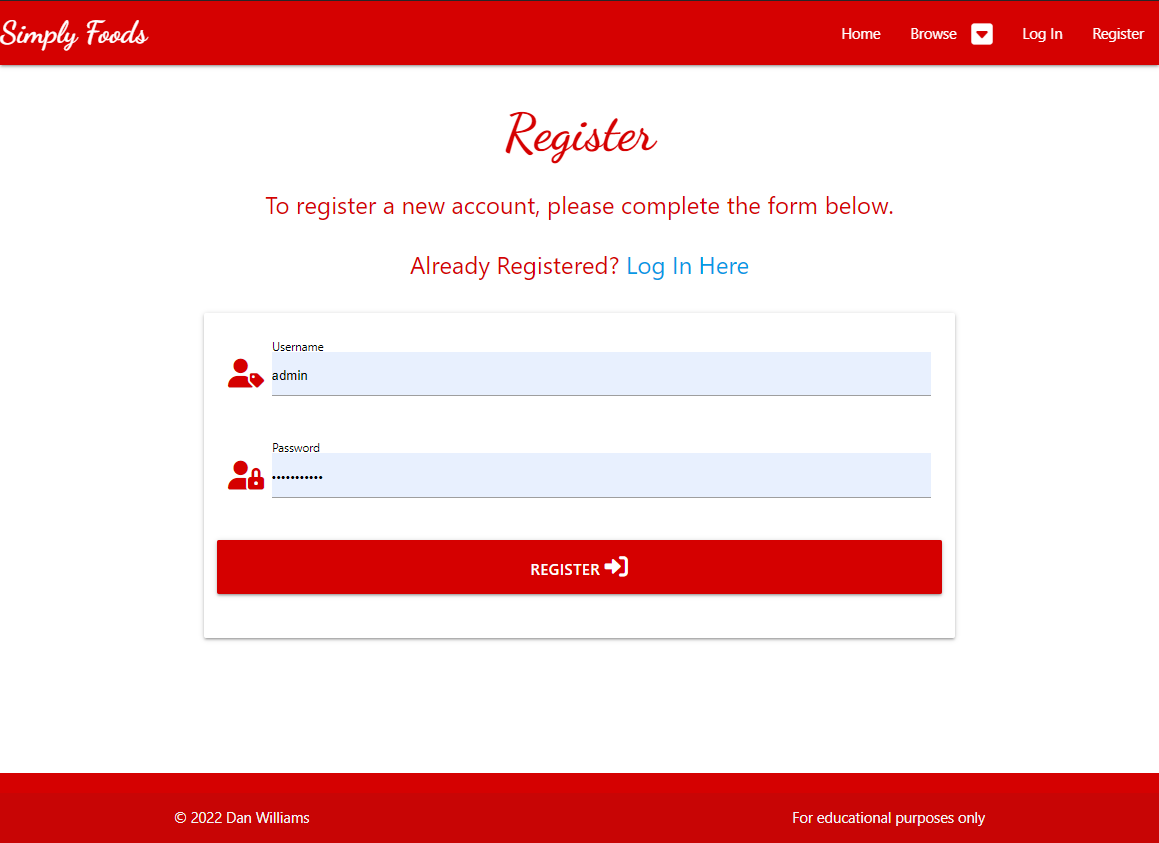 Simply Foods
Home Browse Log In Register
Register
To register a new account, please complete the form below.
Already Registered? Log In Here
Username
admin
Password
•••••••••••
REGISTER
© 2022 Dan Williams
For educational purposes only